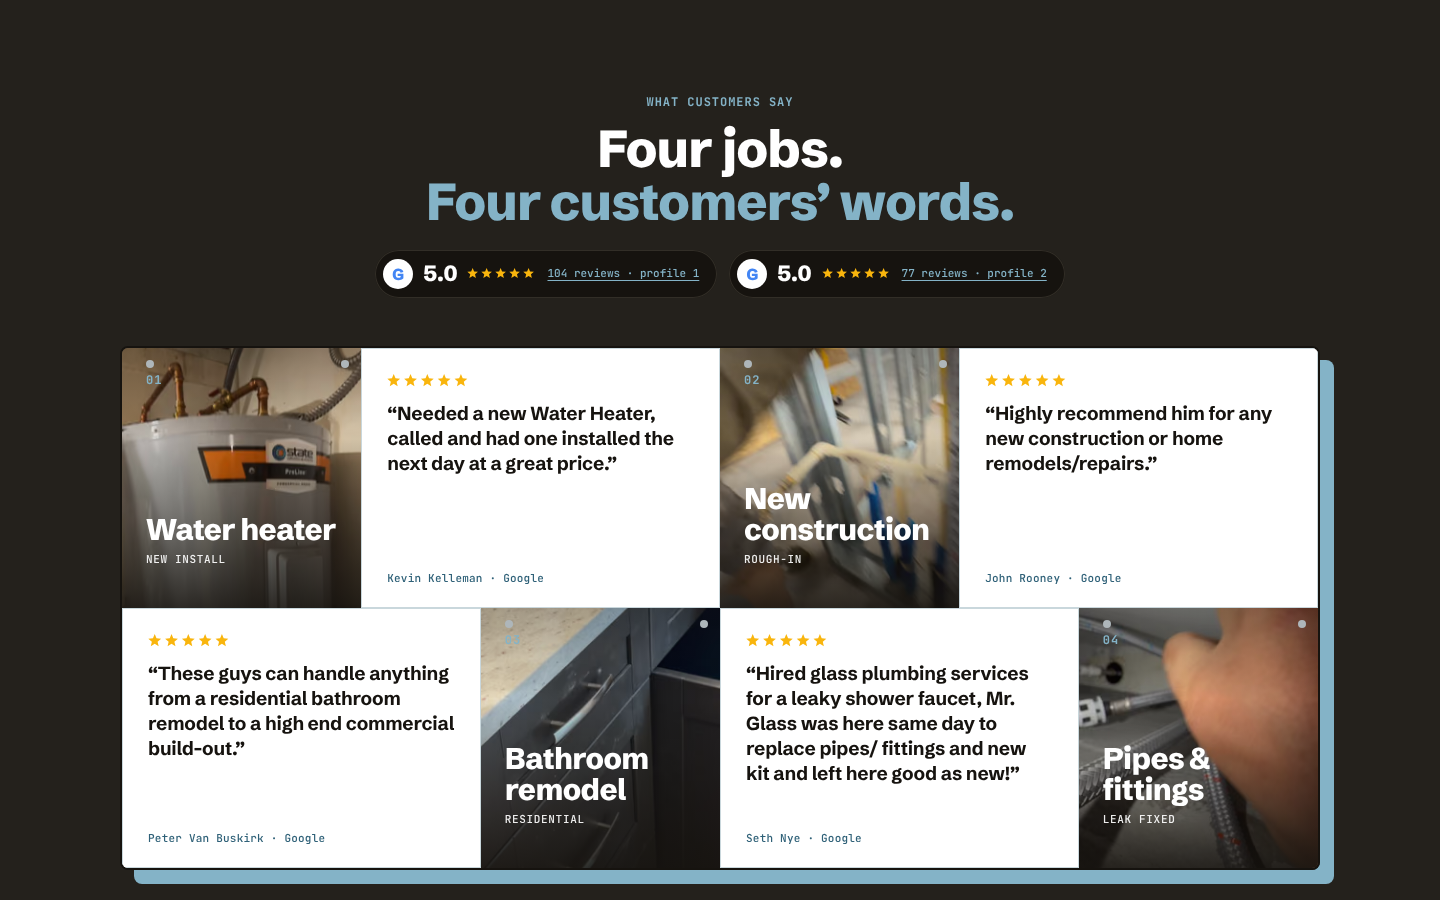 WHAT CUSTOMERS SAY
Four jobs.
Four customers’ words.
G 5.0 104 reviews · profile 1
G 5.0 77 reviews · profile 2
01
state
ProLine
Water heater
NEW INSTALL
“Needed a new Water Heater,
called and had one installed the
next day at a great price.”
Kevin Kelleman · Google
02
New
construction
ROUGH-IN
“Highly recommend him for any
new construction or home
remodels/repairs.”
John Rooney · Google
“These guys can handle anything
from a residential bathroom
remodel to a high end commercial
build-out.”
Peter Van Buskirk · Google
03
Bathroom
remodel
RESIDENTIAL
“Hired glass plumbing services
for a leaky shower faucet, Mr.
Glass was here same day to
replace pipes/ fittings and new
kit and left here good as new!”
Seth Nye · Google
04
Pipes &
fittings
LEAK FIXED